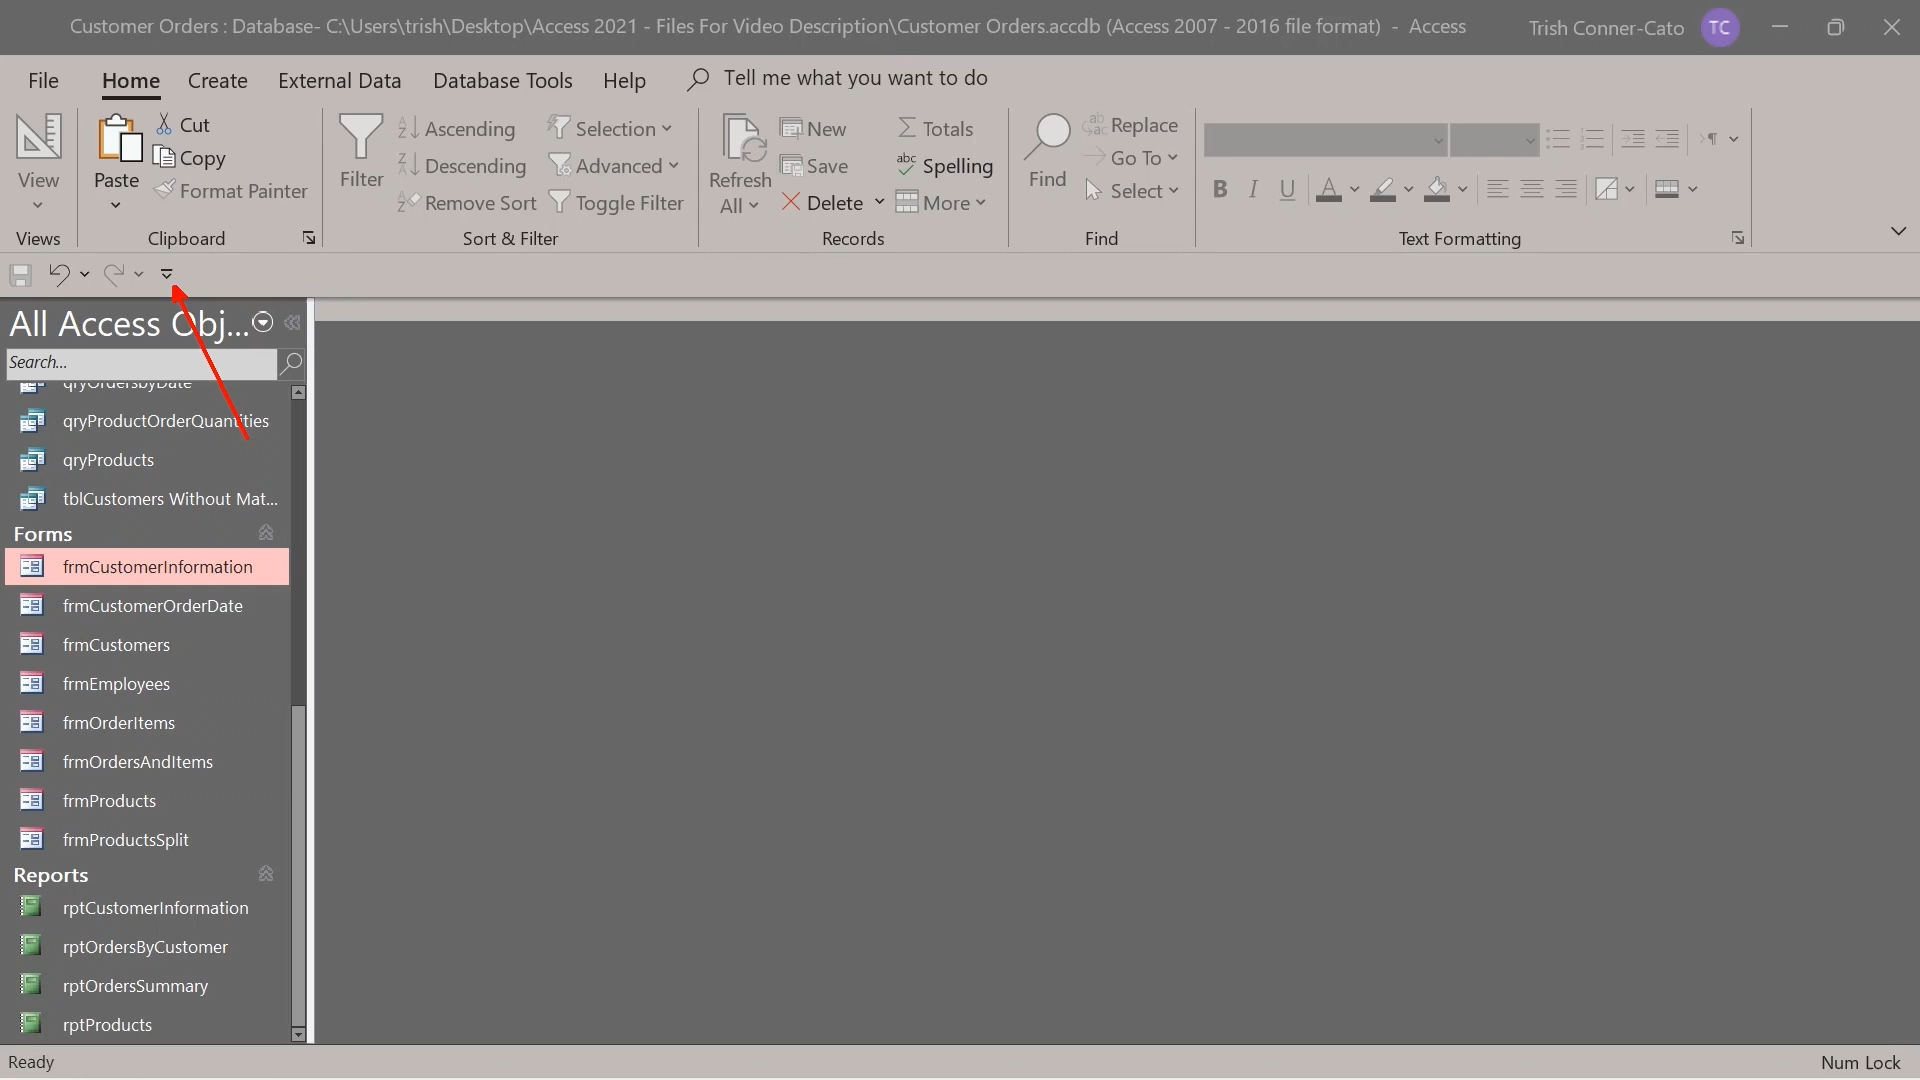 Customer Orders : Database- C:\Users\trish\Desktop\Access 2021 - Files For Video Description\Customer Orders.accdb (Access 2007 - 2016 file format) - Access
Trish Conner-Cato
TC
File
Home
Create
External Data
Database Tools
Help
Tell me what you want to do
View
Views
Paste
Cut
Copy
Format Painter
Clipboard
Filter
Ascending
Descending
Remove Sort
Selection
Advanced
Toggle Filter
Sort & Filter
Refresh
All
New
Save
Delete
Totals
Spelling
More
Records
Find
Replace
Go To
Select
Find
B I U A
Text Formatting
All Access Obj...
Search...
qryOrdersbyDate
qryProductOrderQuantities
qryProducts
tblCustomers Without Mat...
Forms
frmCustomerInformation
frmCustomerOrderDate
frmCustomers
frmEmployees
frmOrderItems
frmOrdersAndItems
frmProducts
frmProductsSplit
Reports
rptCustomerInformation
rptOrdersByCustomer
rptOrdersSummary
rptProducts
Ready
Num Lock